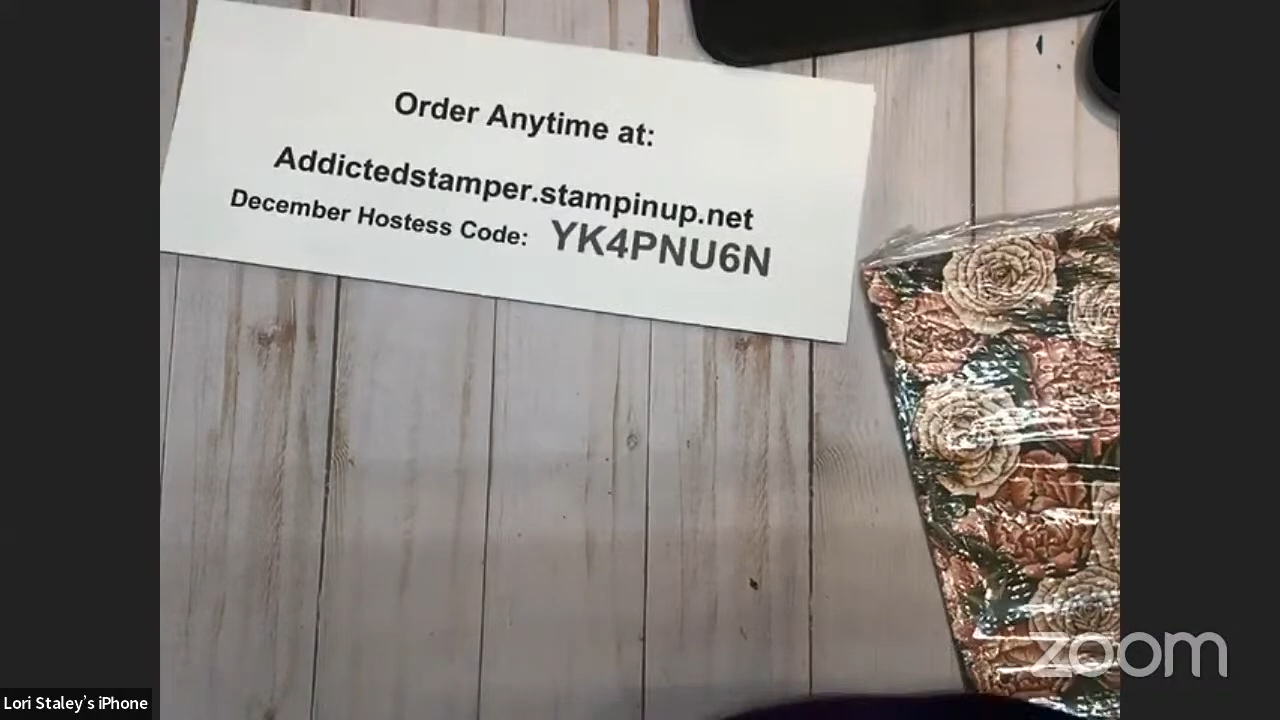 Order Anytime at:
Addictedstamper.stampinup.net
December Hostess Code: YK4PNU6N
zoom
Lori Staley's iPhone